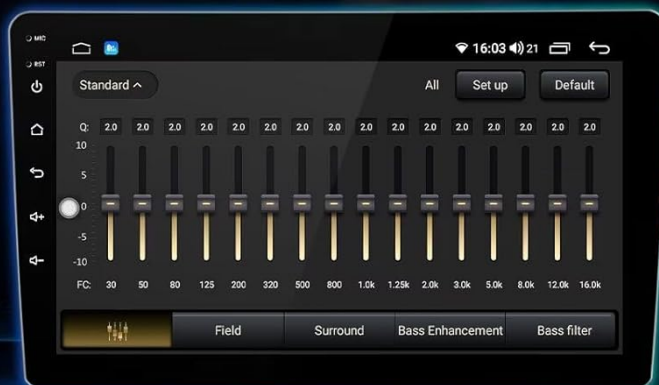 MIC
16:03 21
RST
Standard All Set up Default
Q: 2.0 2.0 2.0 2.0 2.0 2.0 2.0 2.0 2.0 2.0 2.0 2.0 2.0 2.0 2.0 2.0
10
5
0
-5
-10
FC: 30 50 80 125 200 320 500 800 1.0k 1.25k 2.0k 3.0k 5.0k 8.0k 12.0k 16.0k
Field Surround Bass Enhancement Bass filter